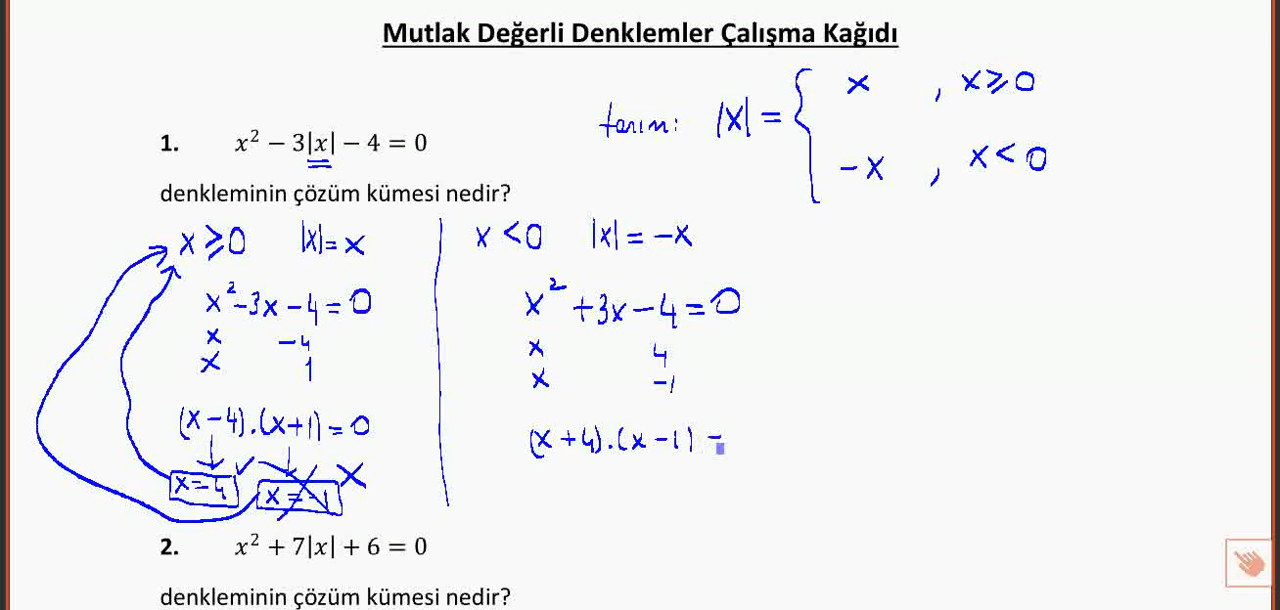 Mutlak Değerli Denklemler Çalışma Kağıdı
tanım: |x| = { x , x ≥ 0
-x , x < 0
1. x² − 3|x| − 4 = 0
denkleminin çözüm kümesi nedir?
x ≥ 0 |x| = x
x² - 3x - 4 = 0
x -4
x 1
(x - 4).(x + 1) = 0
x = 4 ✓ x = -1 X
x < 0 |x| = -x
x² + 3x - 4 = 0
x 4
x -1
(x + 4).(x - 1) =
2. x² + 7|x| + 6 = 0
denkleminin çözüm kümesi nedir?